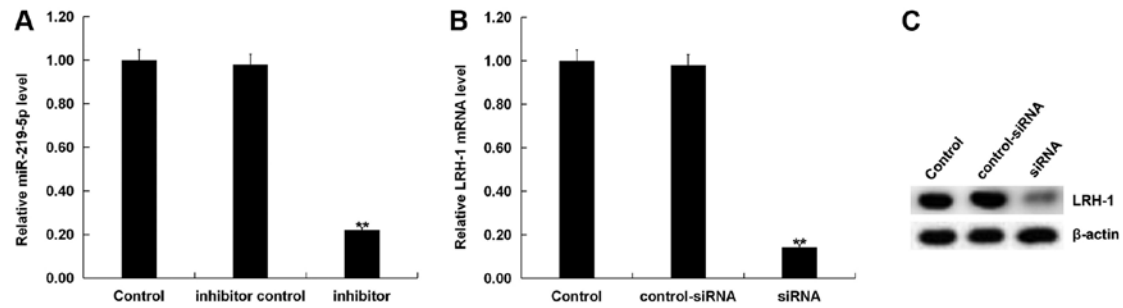 A
Relative miR-219-5p level
1.20
1.00
0.80
0.60
0.40
0.20
0.00
**
Control
inhibitor control
inhibitor
B
Relative LRH-1 mRNA level
1.20
1.00
0.80
0.60
0.40
0.20
0.00
**
Control
control-siRNA
siRNA
C
Control
control-siRNA
siRNA
LRH-1
β-actin